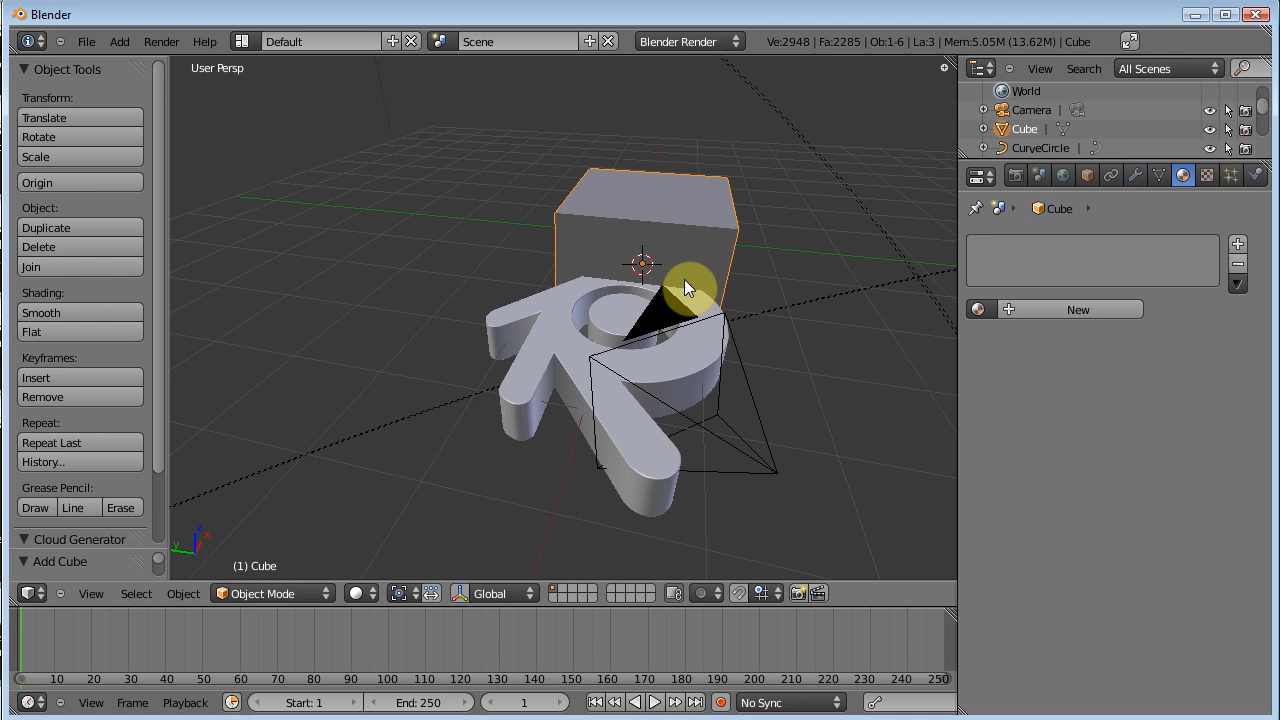 Blender
File Add Render Help Default Scene Blender Render Ve:2948 | Fa:2285 | Ob:1-6 | La:3 | Mem:5.05M (13.62M) | Cube
Object Tools
Transform:
Translate
Rotate
Scale
Origin
Object:
Duplicate
Delete
Join
Shading:
Smooth
Flat
Keyframes:
Insert
Remove
Repeat:
Repeat Last
History...
Grease Pencil:
Draw Line Erase
Cloud Generator
Add Cube
User Persp
z
x
y
(1) Cube
View Select Object Object Mode Global
View Search All Scenes
World
Camera |
Cube |
CurveCircle |
Cube
New
10 20 30 40 50 60 70 80 90 100 110 120 130 140 150 160 170 180 190 200 210 220 230 240 250
View Frame Playback Start: 1 End: 250 1 No Sync